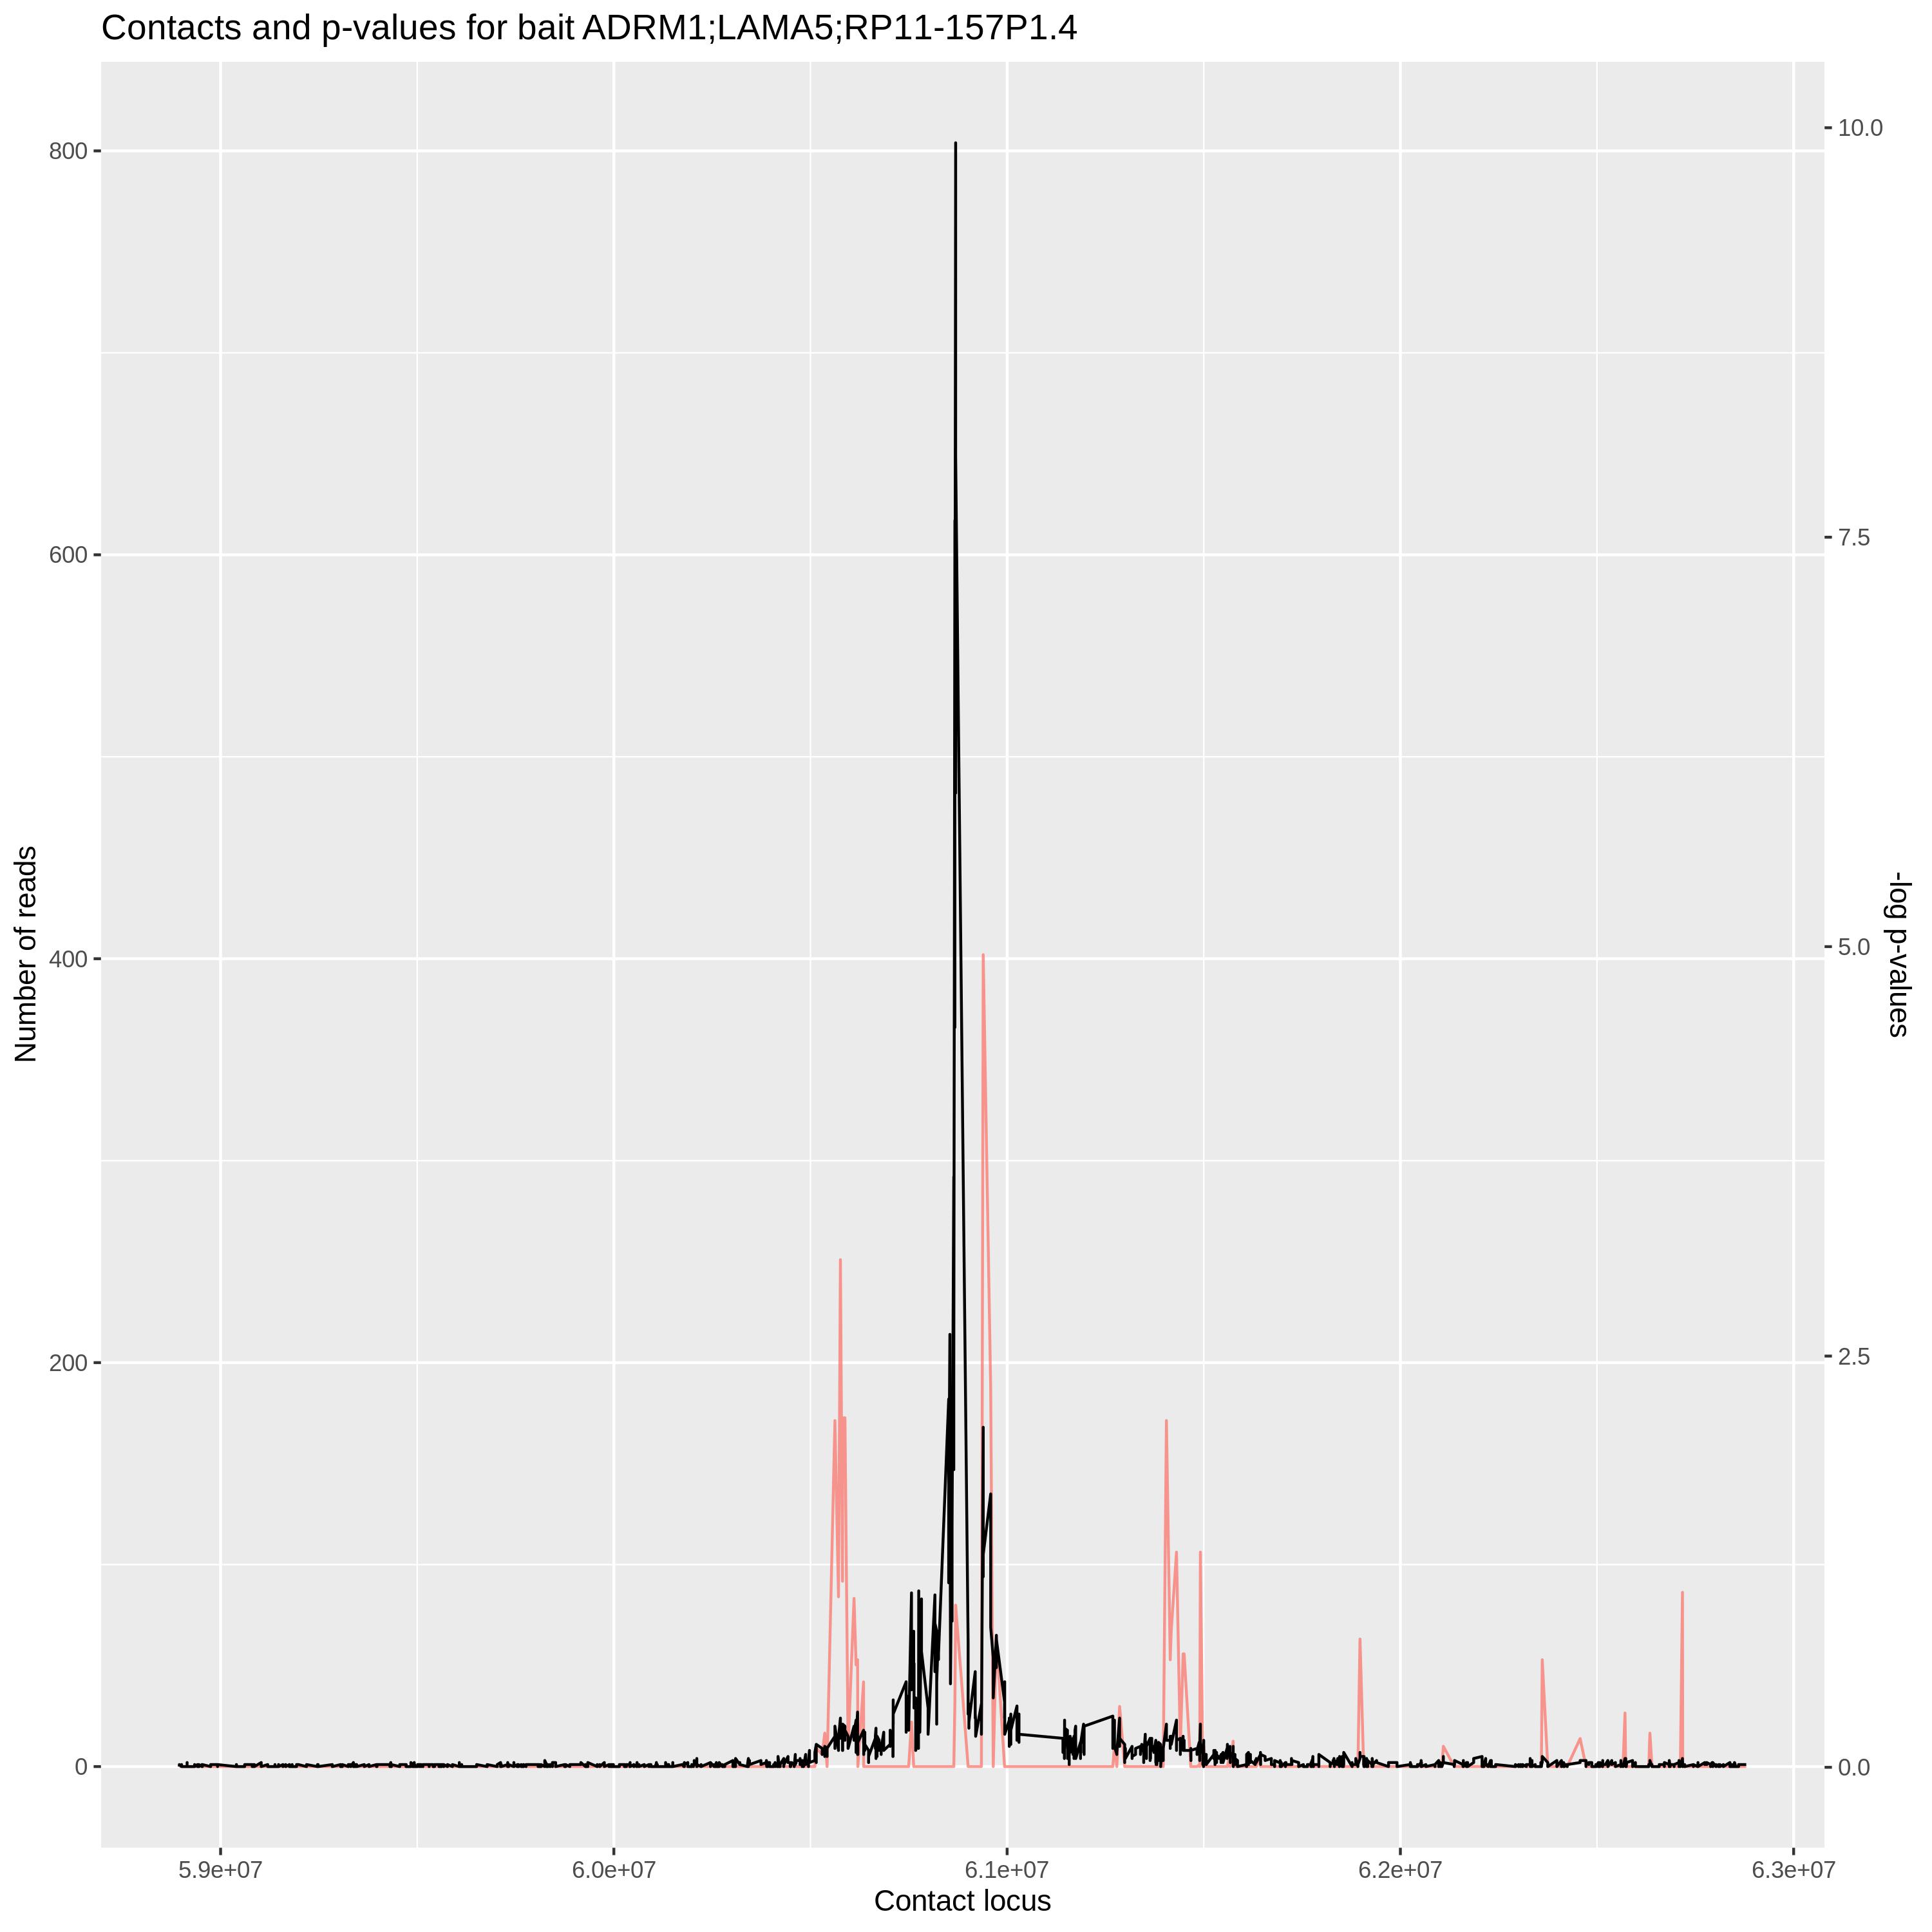 Contacts and p-values for bait ADRM1;LAMA5;RP11-157P1.4
800
600
400
200
0
Number of reads
10.0
7.5
5.0
2.5
0.0
-log p-values
5.9e+07
6.0e+07
6.1e+07
6.2e+07
6.3e+07
Contact locus